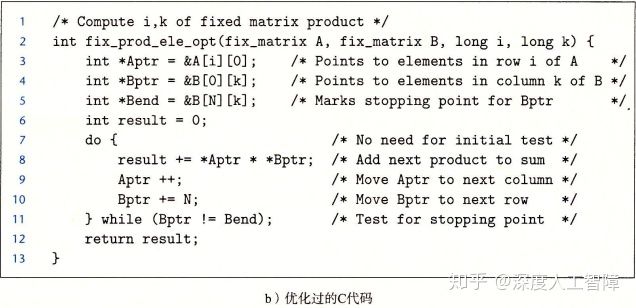 1 /* Compute i,k of fixed matrix product */
2 int fix_prod_ele_opt(fix_matrix A, fix_matrix B, long i, long k) {
3 int *Aptr = &A[i][0]; /* Points to elements in row i of A */
4 int *Bptr = &B[0][k]; /* Points to elements in column k of B */
5 int *Bend = &B[N][k]; /* Marks stopping point for Bptr */
6 int result = 0;
7 do { /* No need for initial test */
8 result += *Aptr * *Bptr; /* Add next product to sum */
9 Aptr ++; /* Move Aptr to next column */
10 Bptr += N; /* Move Bptr to next row */
11 } while (Bptr != Bend); /* Test for stopping point */
12 return result;
13 }
知乎 @深度人工智障
b）优化过的C代码